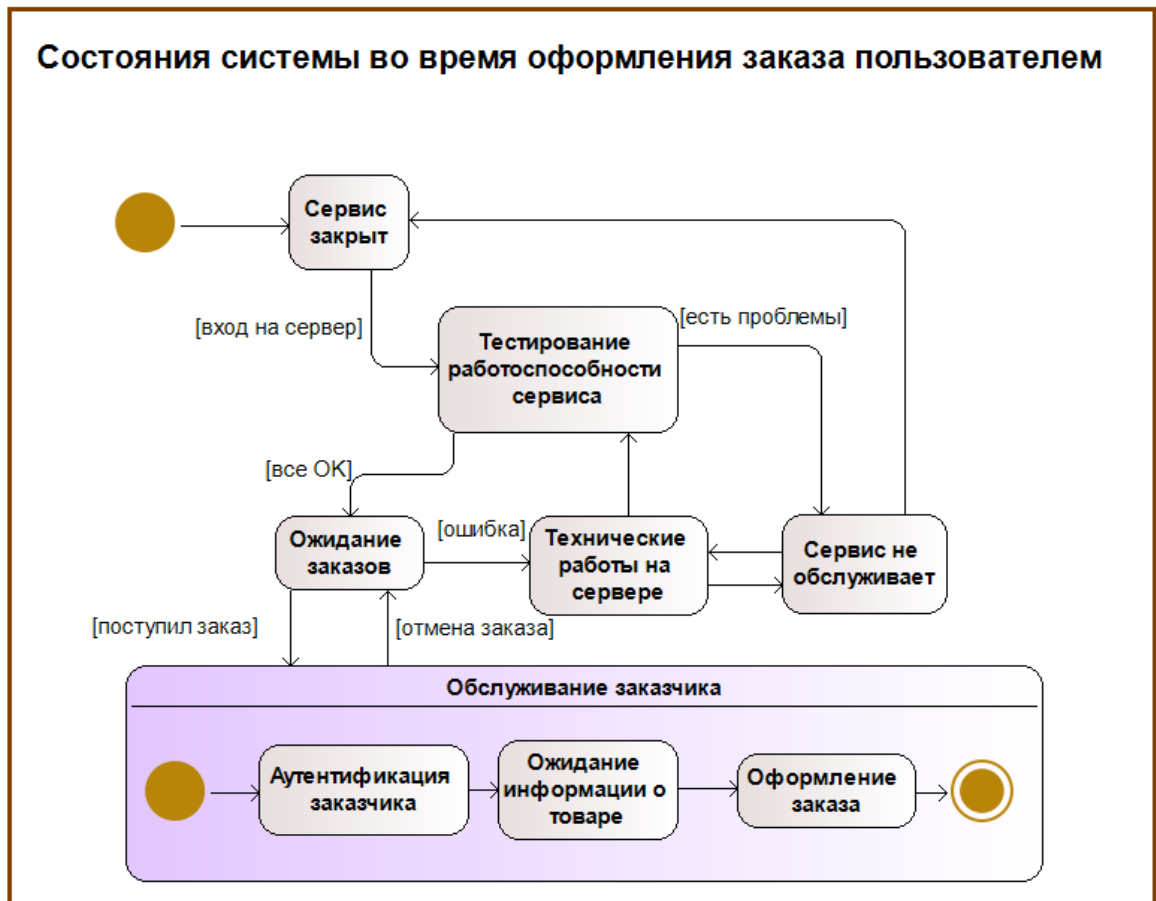 Состояния системы во время оформления заказа пользователем
Сервис
закрыт
[вход на сервер]
Тестирование
работоспособности
сервиса
[есть проблемы]
[все OK]
Ожидание
заказов
[ошибка]
Технические
работы на
сервере
Сервис не
обслуживает
[поступил заказ]
[отмена заказа]
Обслуживание заказчика
Аутентификация
заказчика
Ожидание
информации о
товаре
Оформление
заказа